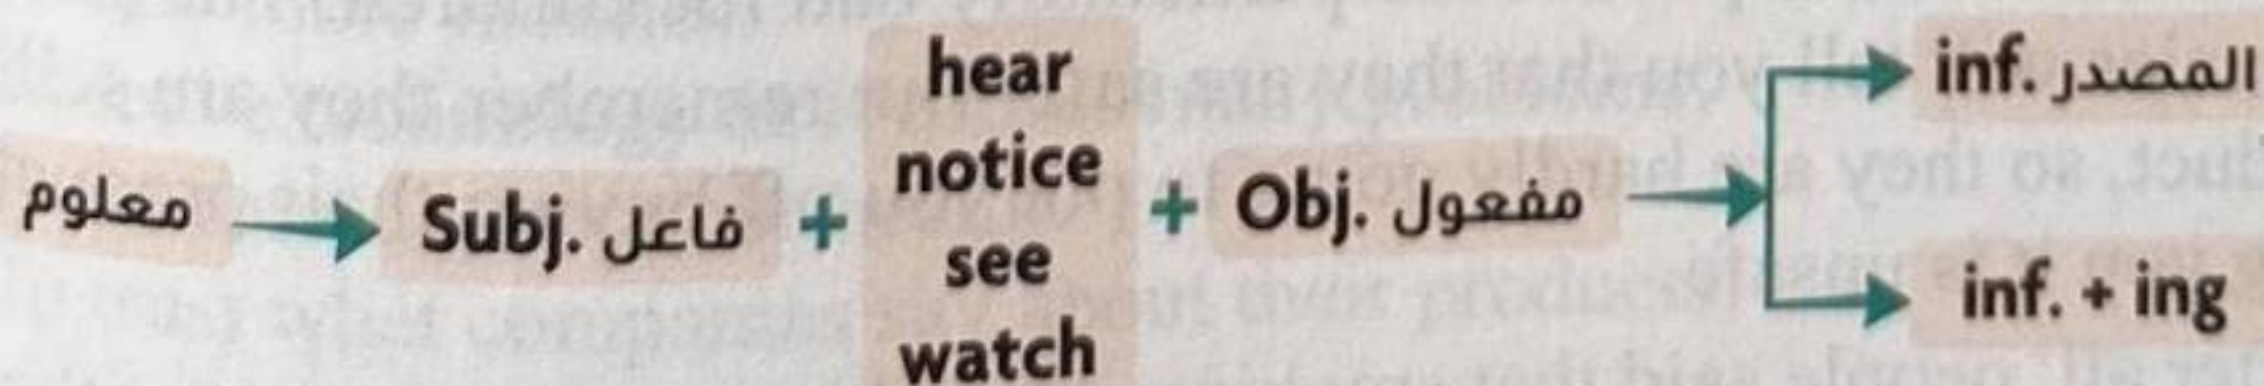 معلوم
Subj. فاعل
+
hear
notice
see
watch
+
Obj. مفعول
inf. المصدر
inf. + ing